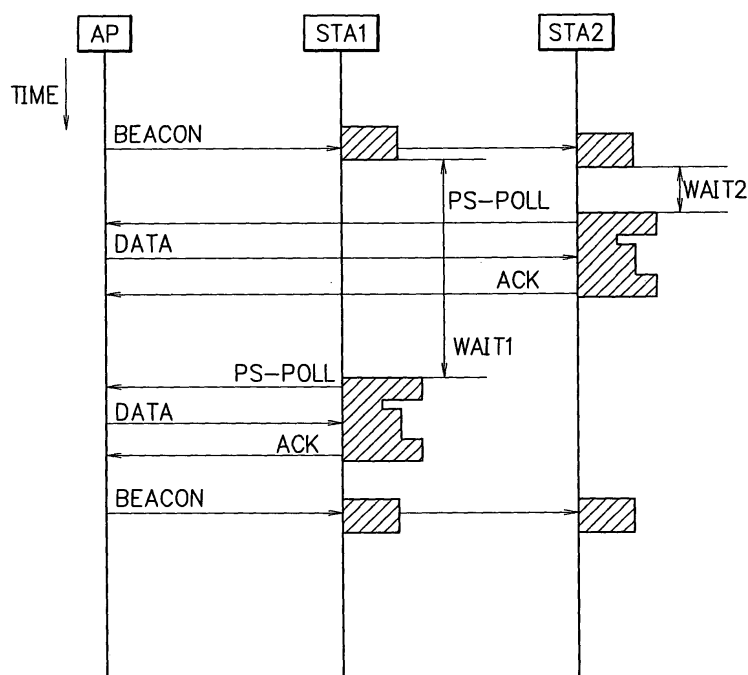 AP
STA1
STA2
TIME
BEACON
WAIT2
PS-POLL
DATA
ACK
WAIT1
PS-POLL
DATA
ACK
BEACON